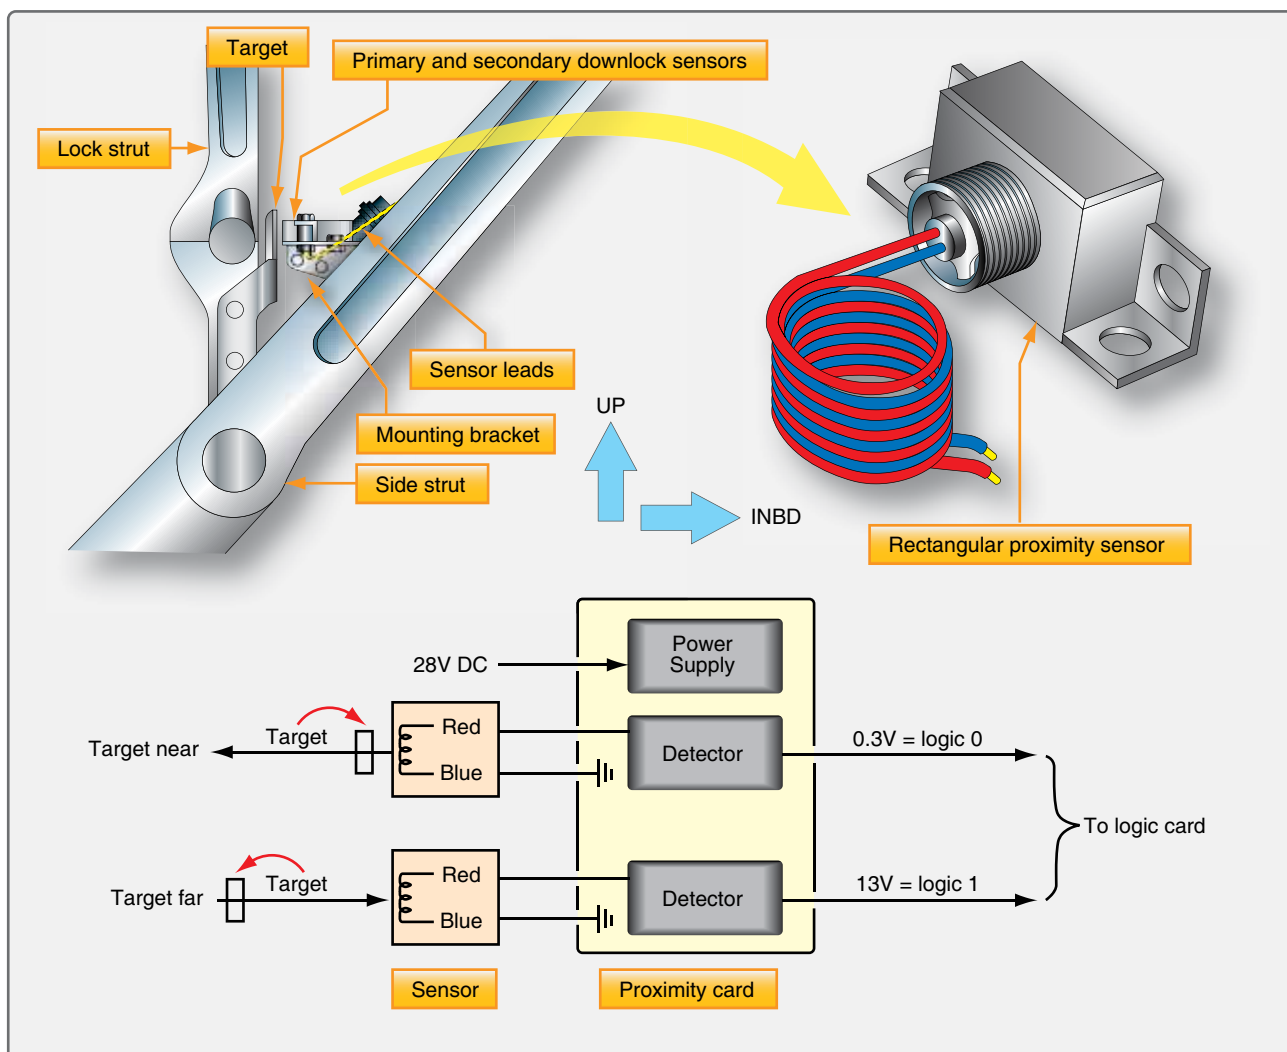 Target
Primary and secondary downlock sensors
Lock strut
Sensor leads
UP
Mounting bracket
Side strut
INBD
Rectangular proximity sensor
Power
Supply
28V DC
Target near
Target
Red
Blue
Detector
0.3V = logic 0
To logic card
Target far
Target
Red
Blue
Detector
13V = logic 1
Sensor
Proximity card